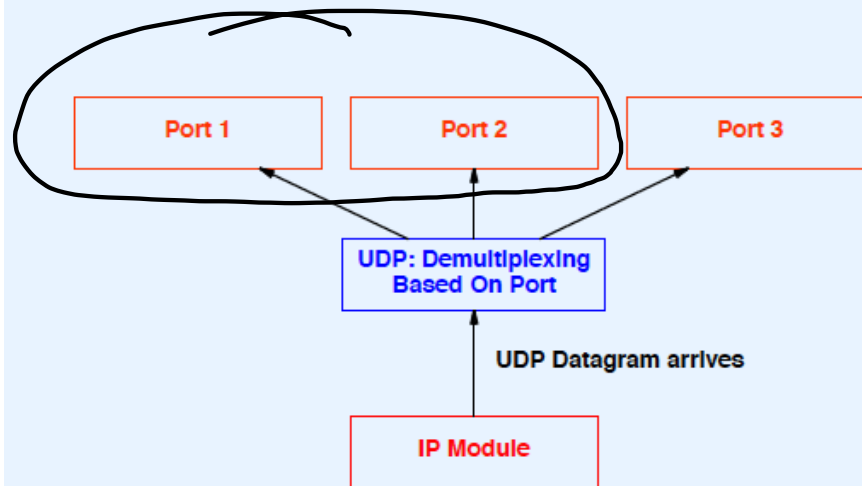 Port 1
Port 2
Port 3
UDP: Demultiplexing
Based On Port
UDP Datagram arrives
IP Module